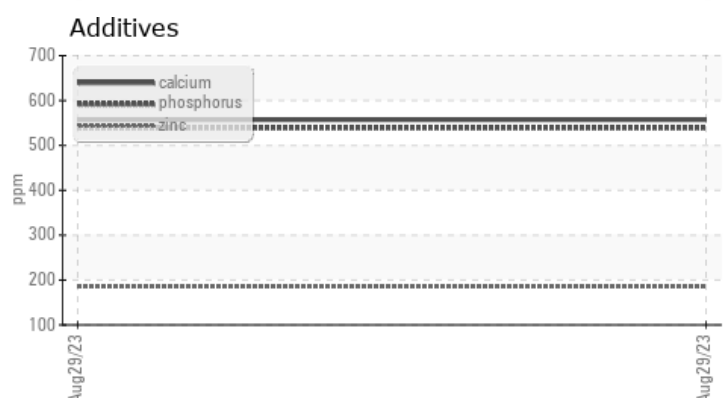 Additives
700
600
500
400
300
200
100
ppm
calcium
phosphorus
zinc
Aug29/23
Aug29/23